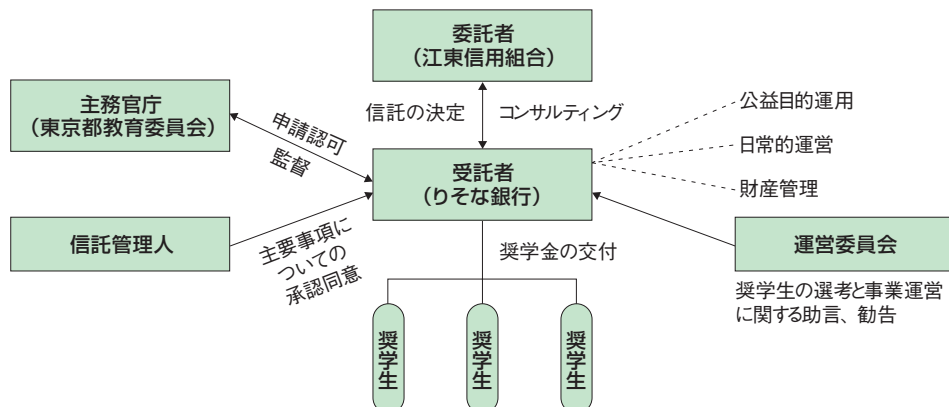 委託者
（江東信用組合）
主務官庁
（東京都教育委員会）
信託の決定
コンサルティング
申請認可
監督
公益目的運用
日常的運営
財産管理
受託者
（りそな銀行）
信託管理人
主要事項に
ついての
承認同意
奨学金の交付
運営委員会
奨学生の選考と事業運営
に関する助言、勧告
奨学生
奨学生
奨学生